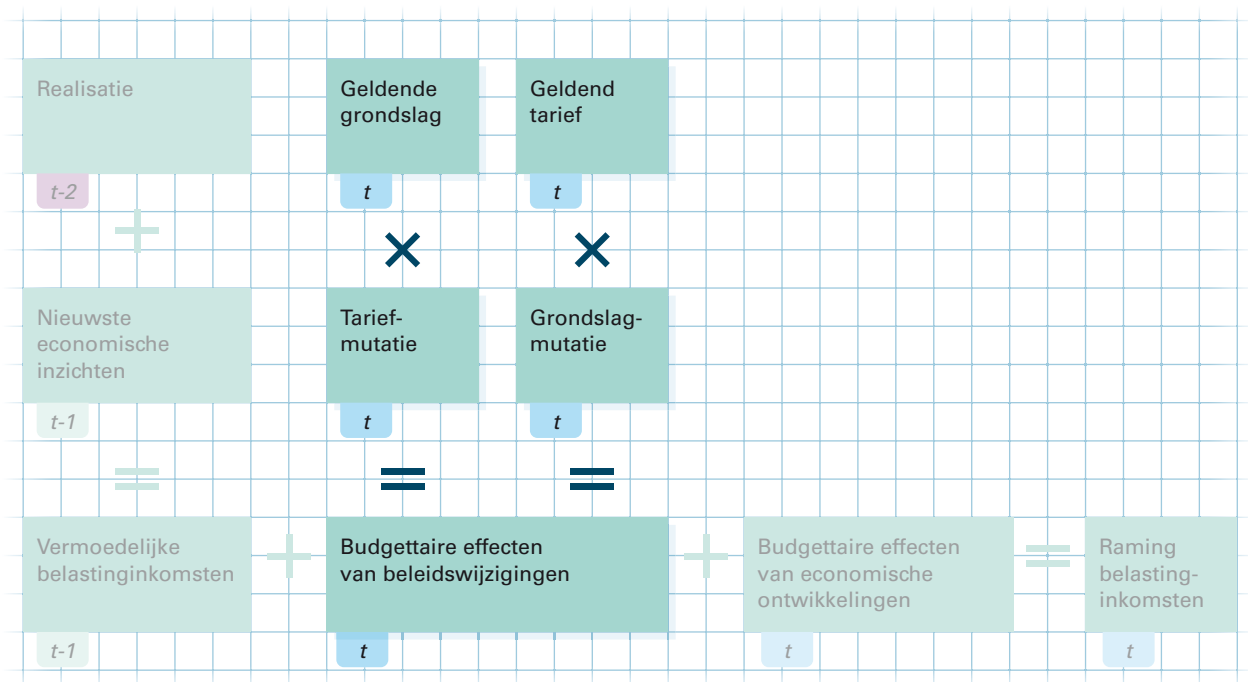 Realisatie
t-2
+
Nieuwste
economische
inzichten
t-1
=
Vermoedelijke
belastinginkomsten
t-1
+
Geldende
grondslag
t
×
Tarief-
mutatie
t
=
Geldend
tarief
t
×
Grondslag-
mutatie
t
=
Budgettaire effecten
van beleidswijzigingen
t
+
Budgettaire effecten
van economische
ontwikkelingen
t
=
Raming
belasting-
inkomsten
t